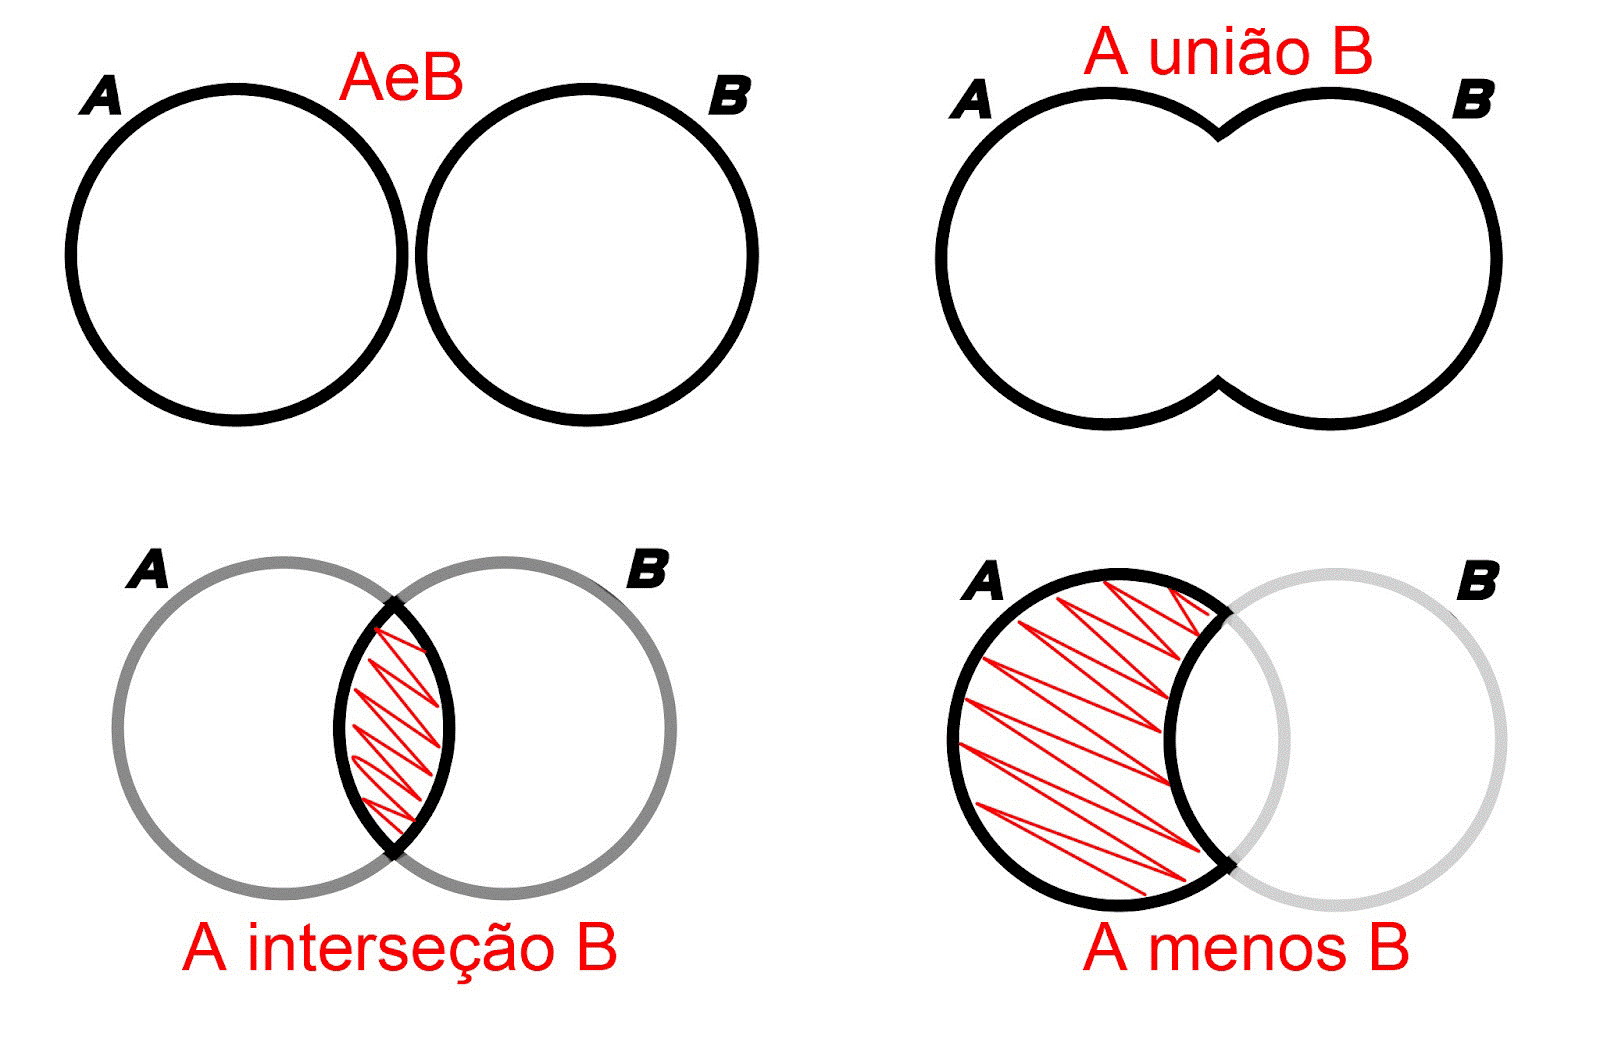 A AeB B
A união B
A B
A B
A interseção B
A B
A menos B